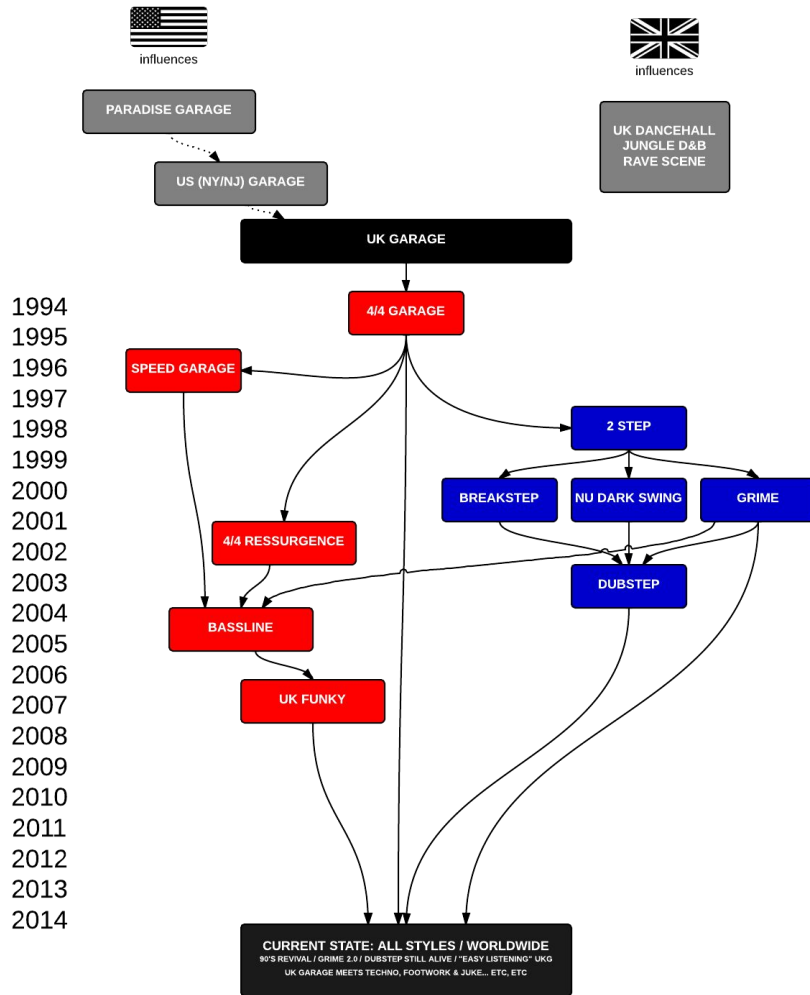 influences
influences
PARADISE GARAGE
UK DANCEHALL
JUNGLE D&B
RAVE SCENE
US (NY/NJ) GARAGE
UK GARAGE
1994
4/4 GARAGE
1995
1996
SPEED GARAGE
1997
1998
2 STEP
1999
2000
BREAKSTEP
NU DARK SWING
GRIME
2001
2002
4/4 RESSURGENCE
2003
DUBSTEP
2004
BASSLINE
2005
2006
2007
UK FUNKY
2008
2009
2010
2011
2012
2013
2014
CURRENT STATE: ALL STYLES / WORLDWIDE
90'S REVIVAL / GRIME 2.0 / DUBSTEP STILL ALIVE / "EASY LISTENING" UKG
UK GARAGE MEETS TECHNO, FOOTWORK & JUKE... ETC, ETC